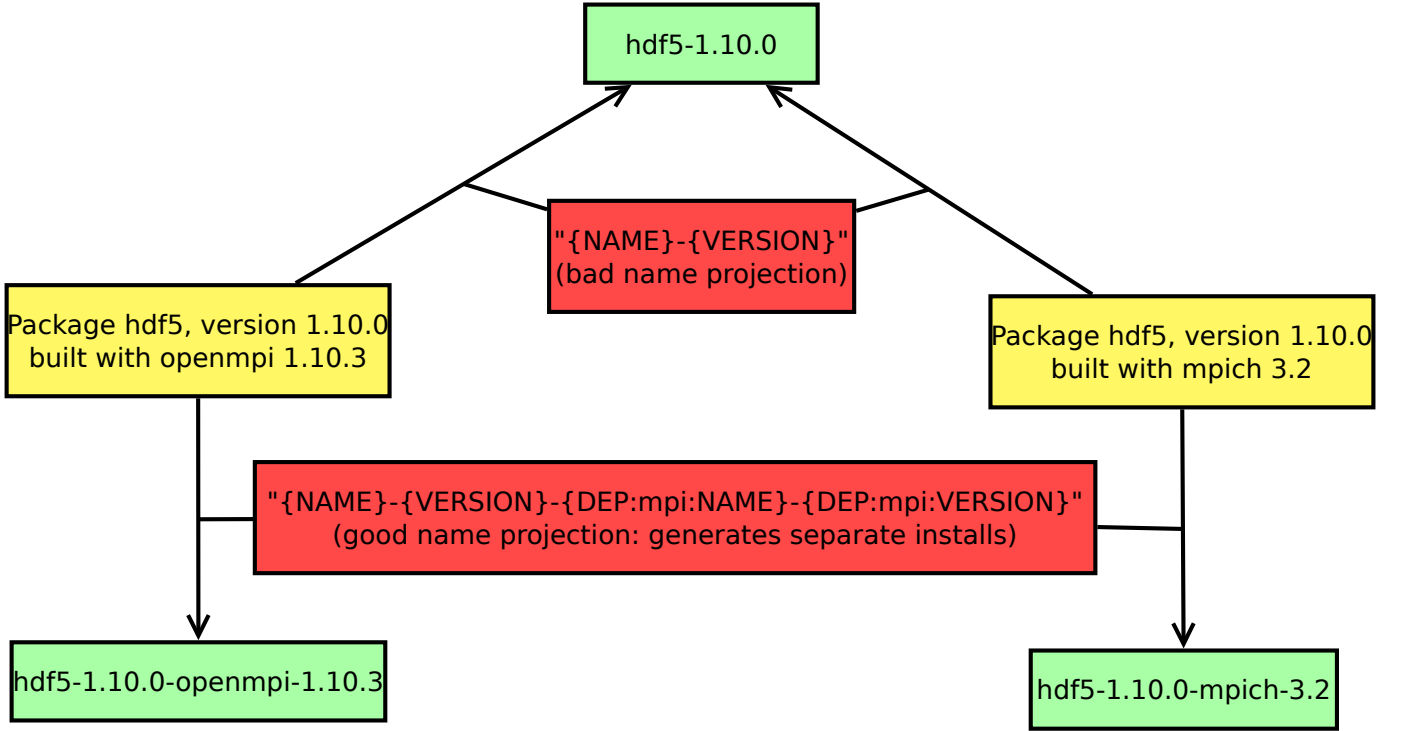 hdf5-1.10.0
"{NAME}-{VERSION}"
(bad name projection)
Package hdf5, version 1.10.0
built with openmpi 1.10.3
Package hdf5, version 1.10.0
built with mpich 3.2
"{NAME}-{VERSION}-{DEP:mpi:NAME}-{DEP:mpi:VERSION}"
(good name projection: generates separate installs)
hdf5-1.10.0-openmpi-1.10.3
hdf5-1.10.0-mpich-3.2